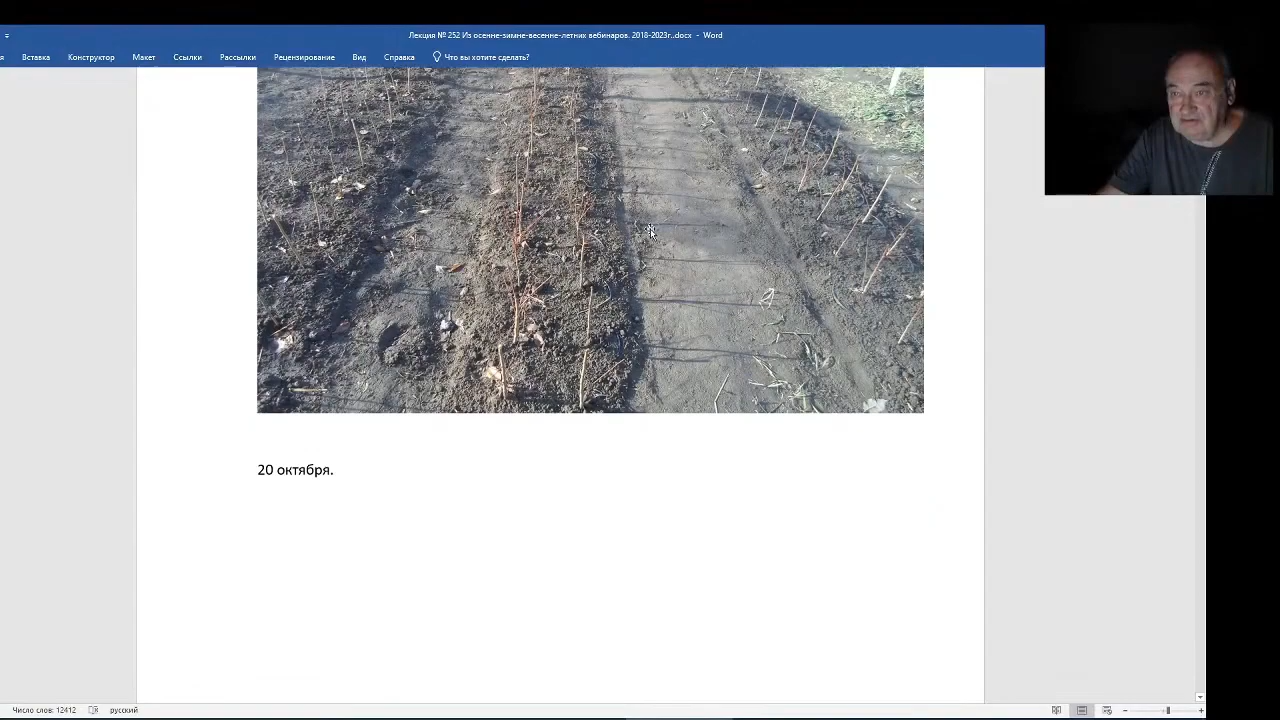 Лекция № 252 Из осенне-зимне-весенне-летних вебинаров. 2018-2023г..docx - Word
Вставка Конструктор Макет Ссылки Рассылки Рецензирование Вид Справка Что вы хотите сделать?
20 октября.
Число слов: 12412 русский